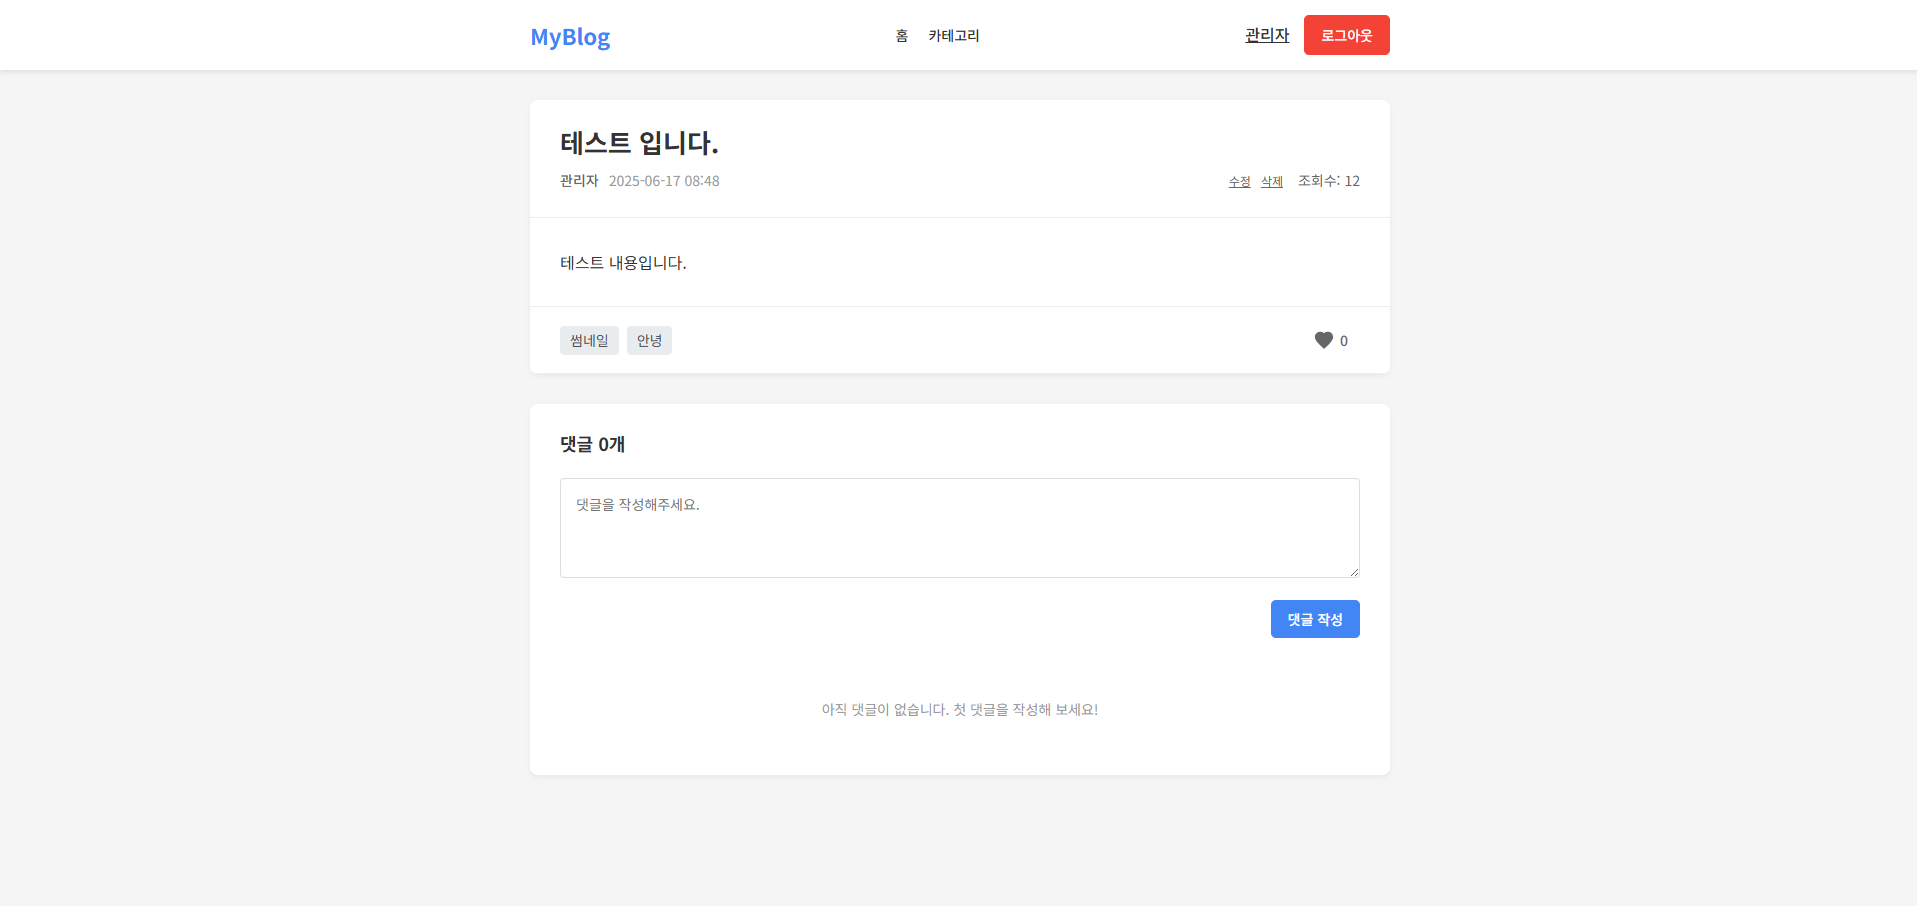 MyBlog 홈 카테고리 관리자 로그아웃
테스트 입니다.
관리자 2025-06-17 08:48 수정 삭제 조회수: 12
테스트 내용입니다.
썸네일 안녕 0
댓글 0개
댓글을 작성해주세요.
댓글 작성
아직 댓글이 없습니다. 첫 댓글을 작성해 보세요!